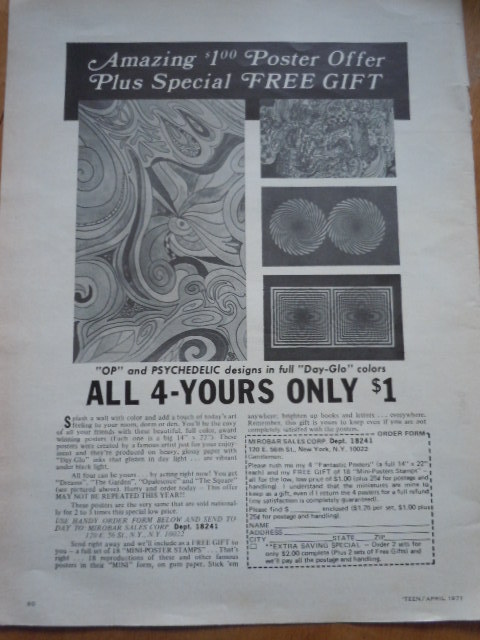 Amazing $1.00 Poster Offer
Plus Special FREE GIFT
"OP" and PSYCHEDELIC designs in full "Day-Glo" colors
ALL 4-YOURS ONLY $1
Splash a wall with color and add a touch of today's art
finding to your room, dorm or den. You'll be the envy
of all your friends with these beautiful, full color, award
winning posters (Each one is a big 14" x 22"). These
posters were created by a famous artist just for your enjoy-
ment and they're produced on heavy, glossy paper with
"Day-Glo" inks that glisten in day light . . . are vibrant
under black light.
All four can be yours . . . by acting right now! You get
"Dreams", "The Garden", "Opalescence" and "The Square"
(see pictured above). Hurry and order today – This offer
MAY NOT BE REPEATED THIS YEAR!!
These posters are the very same that are sold national-
ly for 2 to 3 times this special low price.
USE HANDY ORDER FORM BELOW AND SEND TO
DAY TO MIROBAR SALES CORP. Dept. 18241
120 E. 56 St., N.Y., N.Y. 10022
Send right away and we'll include as a FREE GIFT to
you – a full set of 18 "MINI-POSTER STAMPS" . . . That's
right . . . 18 reproductions of these and other famous
posters in their "MINI" form, on gum paper. Stick 'em
anywhere; brighten up books and letters . . . everywhere.
Remember, this gift is yours to keep even if you are not
completely satisfied with the posters.
ORDER FORM
MIROBAR SALES CORP. Dept. 18241
120 E. 56th St., New York, N.Y. 10022
Gentlemen:
Please rush me my 4 "Fantastic Posters" (a full 14" x 22"
each) and my FREE GIFT of 18 "Mini-Posters Stamps" –
all for the low, low price of $1.00 (plus 25¢ for postage and
handling). I understand the miniatures are mine to
keep as a gift, even if I return the 4 posters for a full refund
(my satisfaction is completely guaranteed).
Please find $ enclosed ($1.25 per set, $1.00 plus
25¢ for postage and handling).
NAME
ADDRESS
CITY STATE Zip
**EXTRA SAVING SPECIAL – Order 2 sets for
only $2.00 complete (Plus 2 sets of Free Gifts) and
we'll pay all the postage and handling.
80
'TEEN/APRIL 1971